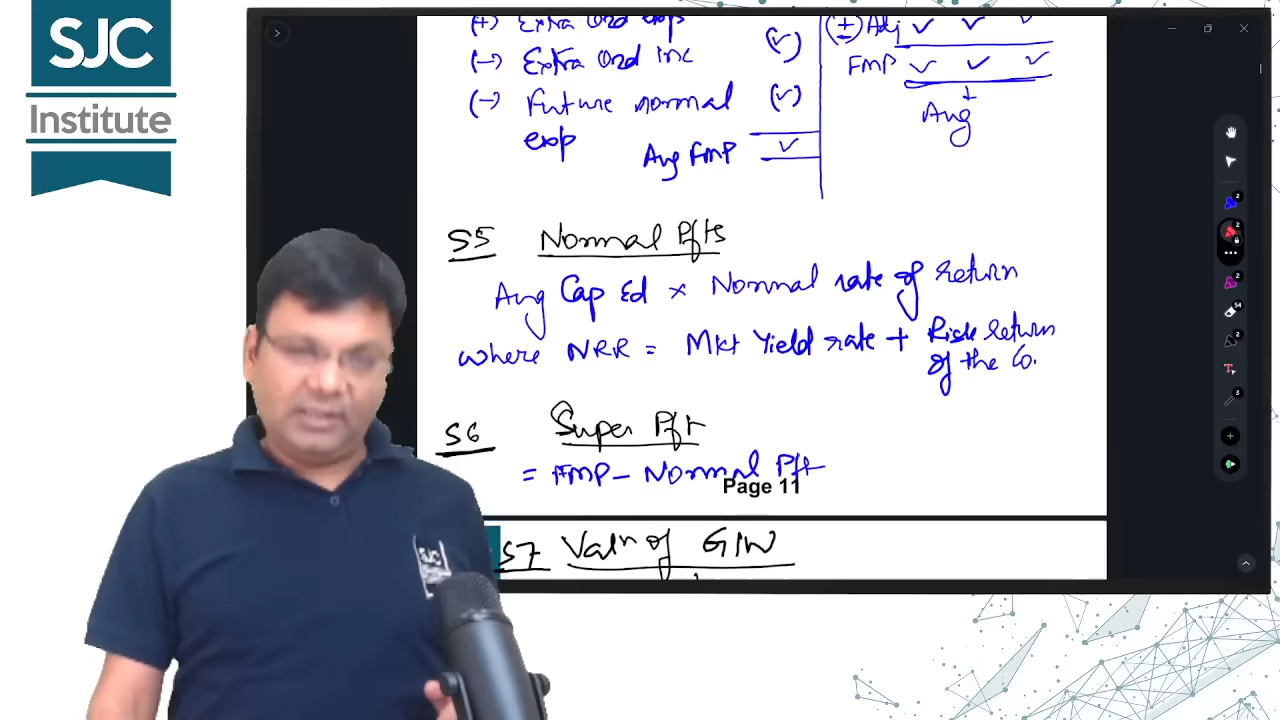 SJC
Institute
(+) Extra Ord exp
(-) Extra Ord inc (✓)
(-) Future normal (✓)
exp
Avg FMP ✓
(±) Adj ✓ ✓ ✓
FMP ✓ ✓ ✓
Avg
S5 Normal Pfts
Avg Cap Ed × Normal rate of return
where NRR = Mkt Yield rate + Risk return
of the Co.
S6 Super Pft
= FMP - Normal Pft
Page 11
S7 Valn of G/W
SJC